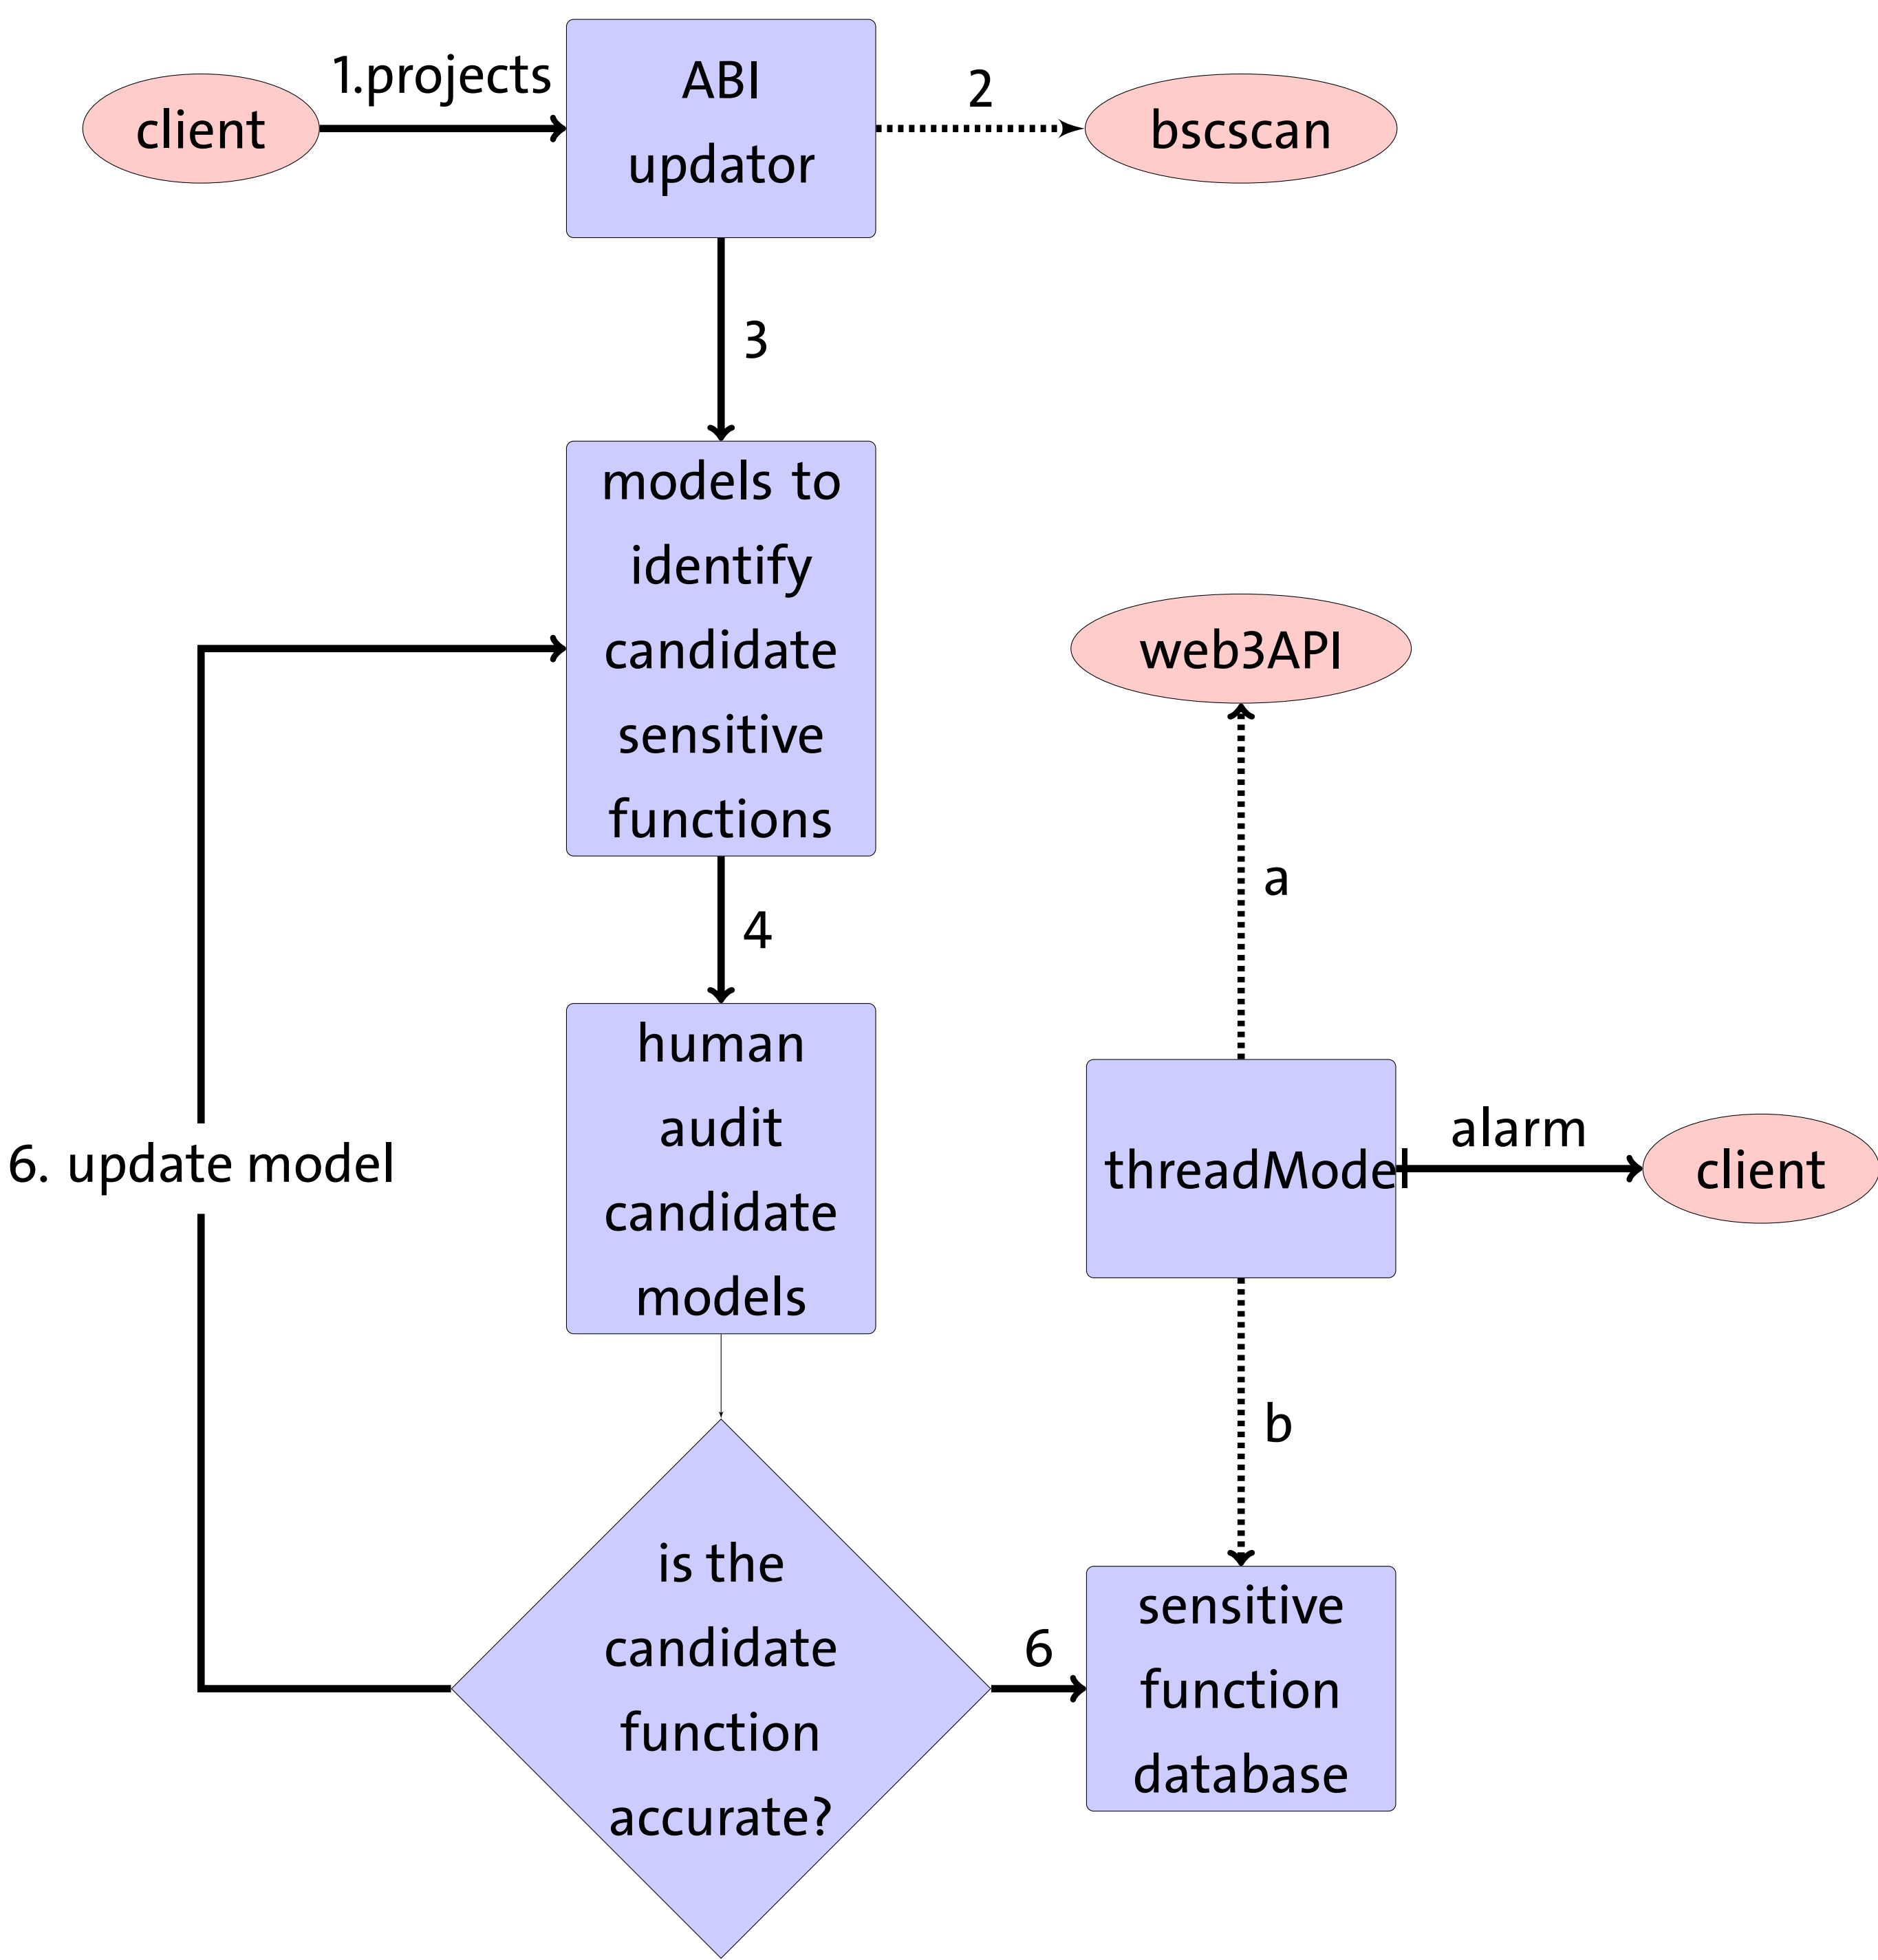 1.projects
client
ABI
updator
2
bscscan
3
models to
identify
candidate
sensitive
functions
web3API
a
4
human
audit
candidate
models
6. update model
threadModel
alarm
client
b
is the
candidate
function
accurate?
6
sensitive
function
database